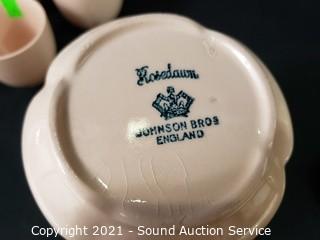 Rosedawn
JOHNSON BROS
ENGLAND
Copyright 2021 - Sound Auction Service